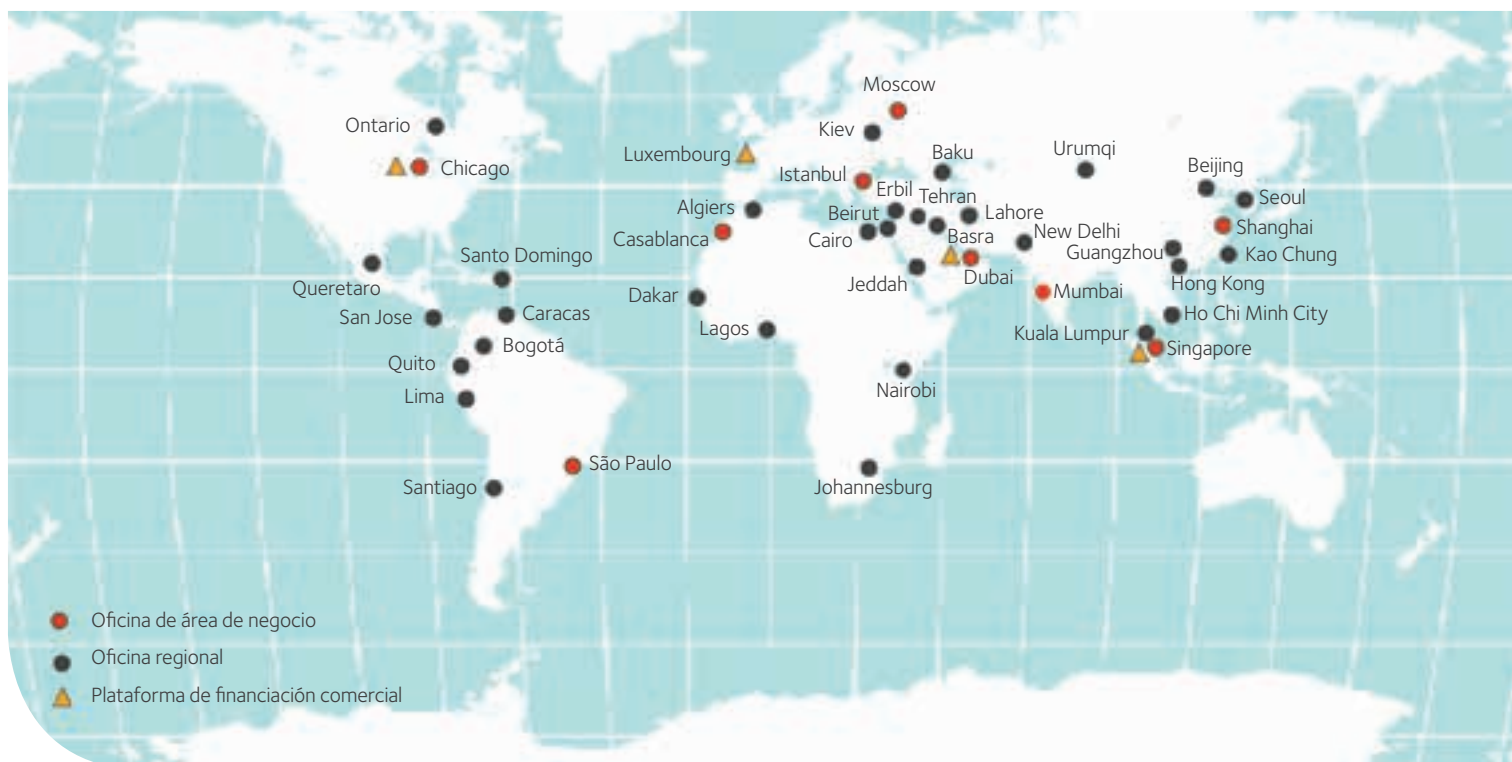 Moscow
Ontario
Kiev
Luxembourg
Chicago
Baku
Urumqi
Istanbul
Beijing
Erbil
Tehran
Seoul
Algiers
Beirut
Lahore
Casablanca
Cairo
Basra
New Delhi
Shanghai
Guangzhou
Kao Chung
Santo Domingo
Jeddah
Dubai
Hong Kong
Queretaro
Dakar
Mumbai
San Jose
Caracas
Lagos
Ho Chi Minh City
Kuala Lumpur
Bogotá
Singapore
Quito
Nairobi
Lima
São Paulo
Santiago
Johannesburg
Oficina de área de negocio
Oficina regional
Plataforma de financiación comercial